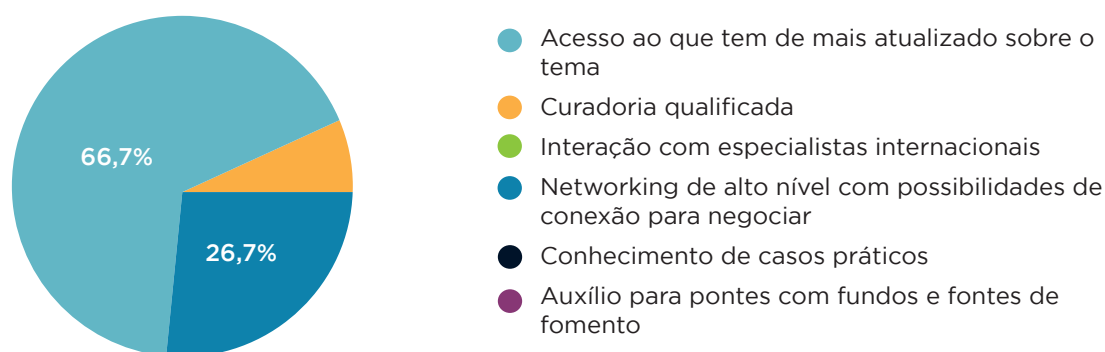 66,7%
26,7%
Acesso ao que tem de mais atualizado sobre o
tema
Curadoria qualificada
Interação com especialistas internacionais
Networking de alto nível com possibilidades de
conexão para negociar
Conhecimento de casos práticos
Auxílio para pontes com fundos e fontes de
fomento